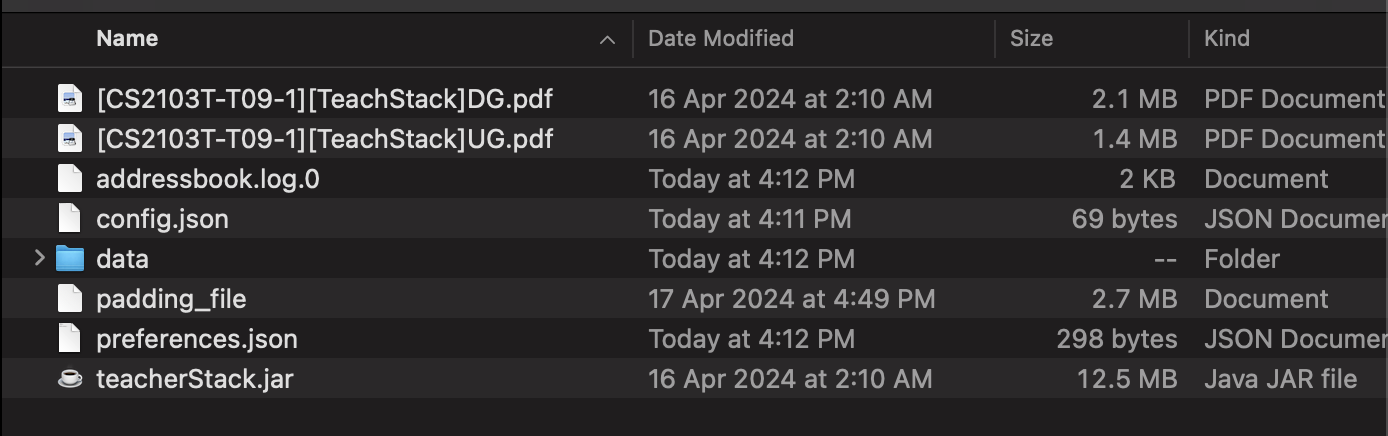 Name Date Modified Size Kind
[CS2103T-T09-1][TeachStack]DG.pdf 16 Apr 2024 at 2:10 AM 2.1 MB PDF Document
[CS2103T-T09-1][TeachStack]UG.pdf 16 Apr 2024 at 2:10 AM 1.4 MB PDF Document
addressbook.log.0 Today at 4:12 PM 2 KB Document
config.json Today at 4:11 PM 69 bytes JSON Documen
data Today at 4:12 PM -- Folder
padding_file 17 Apr 2024 at 4:49 PM 2.7 MB Document
preferences.json Today at 4:12 PM 298 bytes JSON Documen
teacherStack.jar 16 Apr 2024 at 2:10 AM 12.5 MB Java JAR file